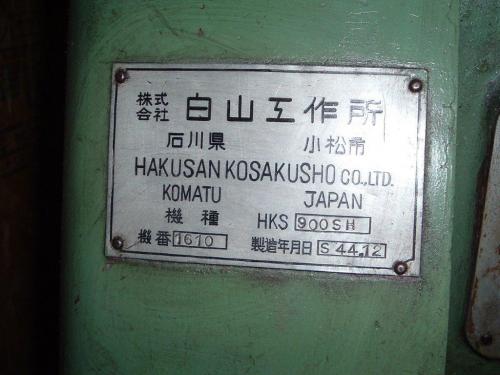 株式会社 白山工作所
石川県 小松市
HAKUSAN KOSAKUSHO CO.,LTD.
KOMATU JAPAN
機種 HKS 900SH
機番 1610 製造年月日 S 44.12